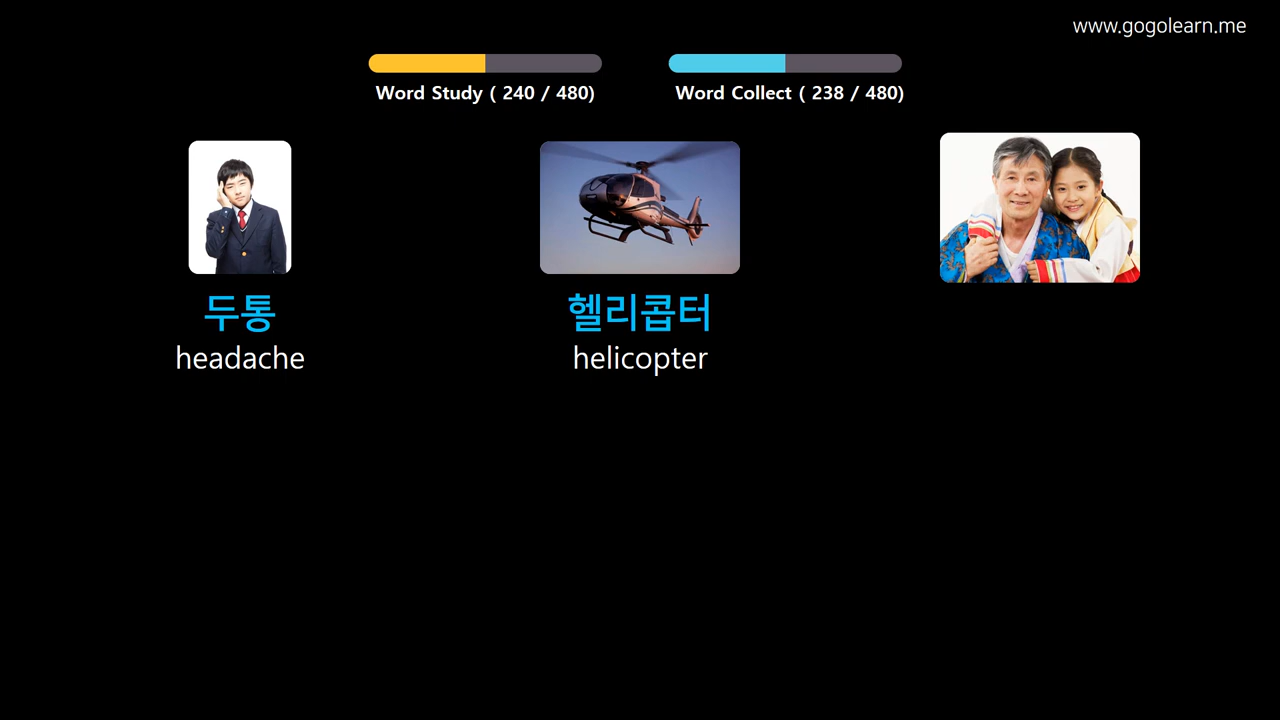 www.gogolearn.me
Word Study ( 240 / 480)
Word Collect ( 238 / 480)
두통
headache
헬리콥터
helicopter